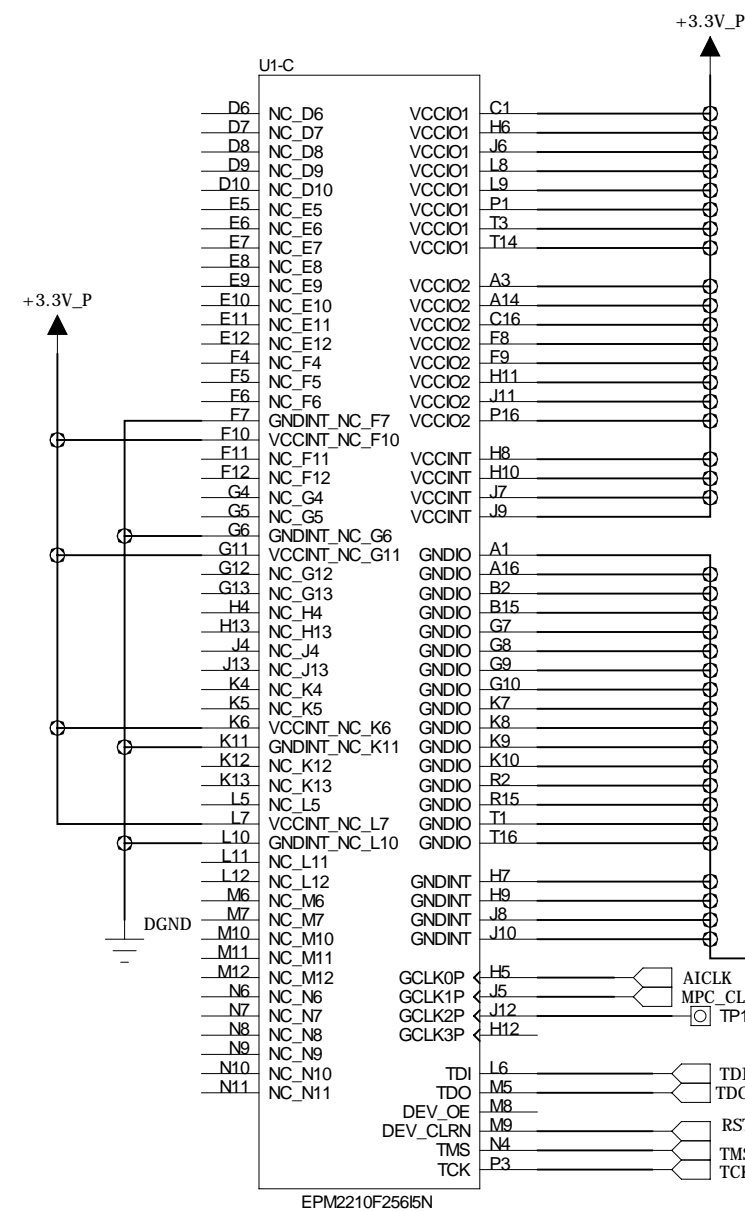 +3.3V_P
U1-C
D6 NC_D6 VCCIO1 C1
D7 NC_D7 VCCIO1 H6
D8 NC_D8 VCCIO1 J6
D9 NC_D9 VCCIO1 L8
D10 NC_D10 VCCIO1 L9
E5 NC_E5 VCCIO1 P1
E6 NC_E6 VCCIO1 T3
E7 NC_E7 VCCIO1 T14
E8 NC_E8
E9 NC_E9 VCCIO2 A3
+3.3V_P
E10 NC_E10 VCCIO2 A14
E11 NC_E11 VCCIO2 C16
E12 NC_E12 VCCIO2 F8
F4 NC_F4 VCCIO2 F9
F5 NC_F5 VCCIO2 H11
F6 NC_F6 VCCIO2 J11
F7 GNDINT_NC_F7 VCCIO2 P16
F10 VCCINT_NC_F10
F11 NC_F11 VCCINT H8
F12 NC_F12 VCCINT H10
G4 NC_G4 VCCINT J7
G5 NC_G5 VCCINT J9
G6 GNDINT_NC_G6
G11 VCCINT_NC_G11 GNDIO A1
G12 NC_G12 GNDIO A16
G13 NC_G13 GNDIO B2
H4 NC_H4 GNDIO B15
H13 NC_H13 GNDIO G7
J4 NC_J4 GNDIO G8
J13 NC_J13 GNDIO G9
K4 NC_K4 GNDIO G10
K5 NC_K5 GNDIO K7
K6 VCCINT_NC_K6 GNDIO K8
K11 GNDINT_NC_K11 GNDIO K9
K12 NC_K12 GNDIO K10
K13 NC_K13 GNDIO R2
L5 NC_L5 GNDIO R15
L7 VCCINT_NC_L7 GNDIO T1
L10 GNDINT_NC_L10 GNDIO T16
L11 NC_L11
L12 NC_L12 GNDINT H7
M6 NC_M6 GNDINT H9
DGND M7 NC_M7 GNDINT J8
M10 NC_M10 GNDINT J10
M11 NC_M11
M12 NC_M12 GCLK0P H5 AICLK
N6 NC_N6 GCLK1P J5 MPC_CL
N7 NC_N7 GCLK2P J12 TP1
N8 NC_N8 GCLK3P H12
N9 NC_N9
N10 NC_N10 TDI L6 TDI
N11 NC_N11 TDO M5 TDO
DEV_OE M8
DEV_CLRN M9 RST
TMS N4 TMS
TCK P3 TCK
EPM2210F256I5N